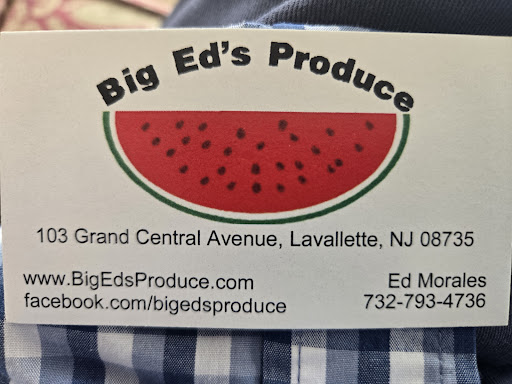 Big Ed's Produce
103 Grand Central Avenue, Lavallette, NJ 08735
www.BigEdsProduce.com
facebook.com/bigedsproduce
Ed Morales
732-793-4736